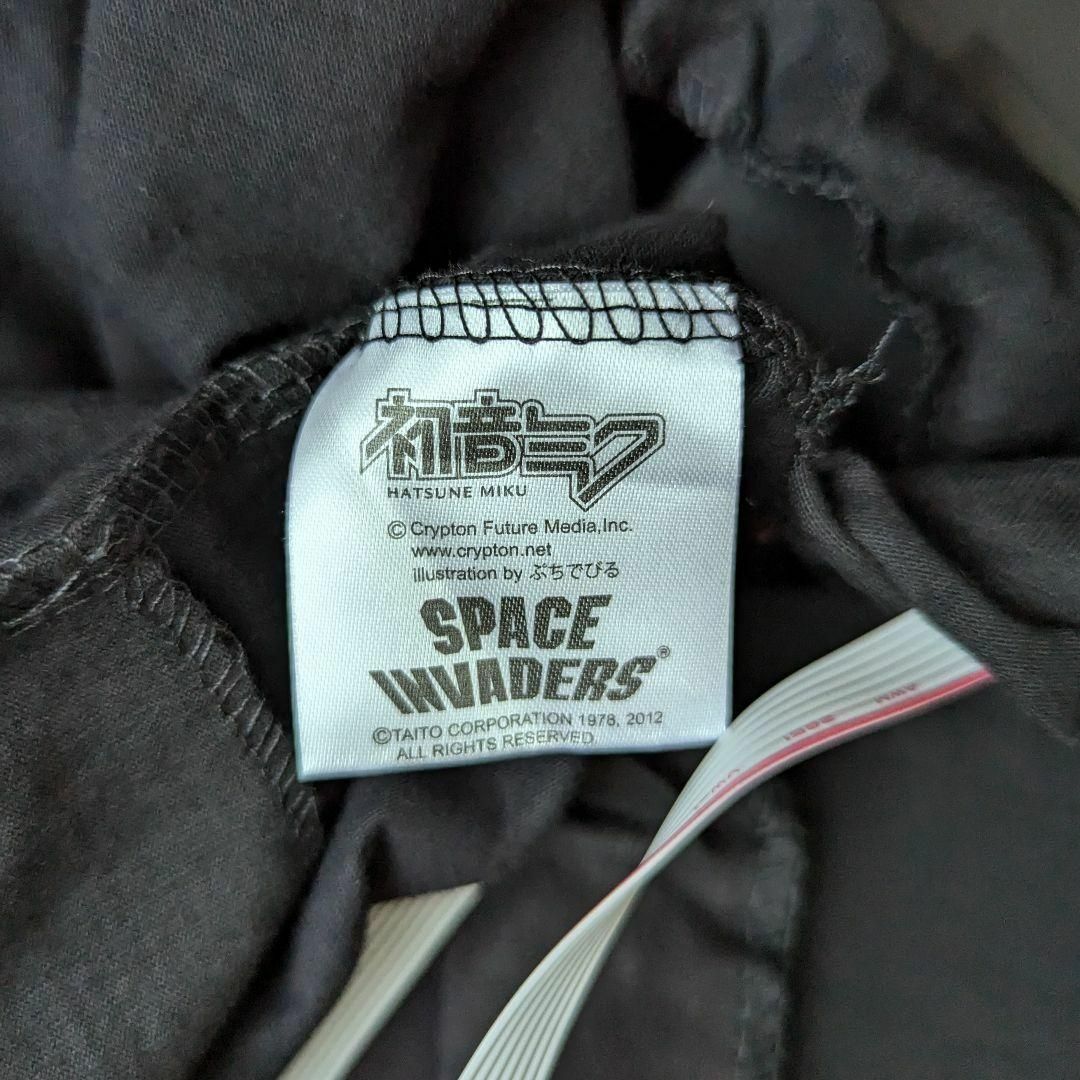 初音ミク
HATSUNE MIKU
© Crypton Future Media,Inc.
www.crypton.net
illustration by ぷちでびる
SPACE
INVADERS®
©TAITO CORPORATION 1978, 2012
ALL RIGHTS RESERVED
AWM